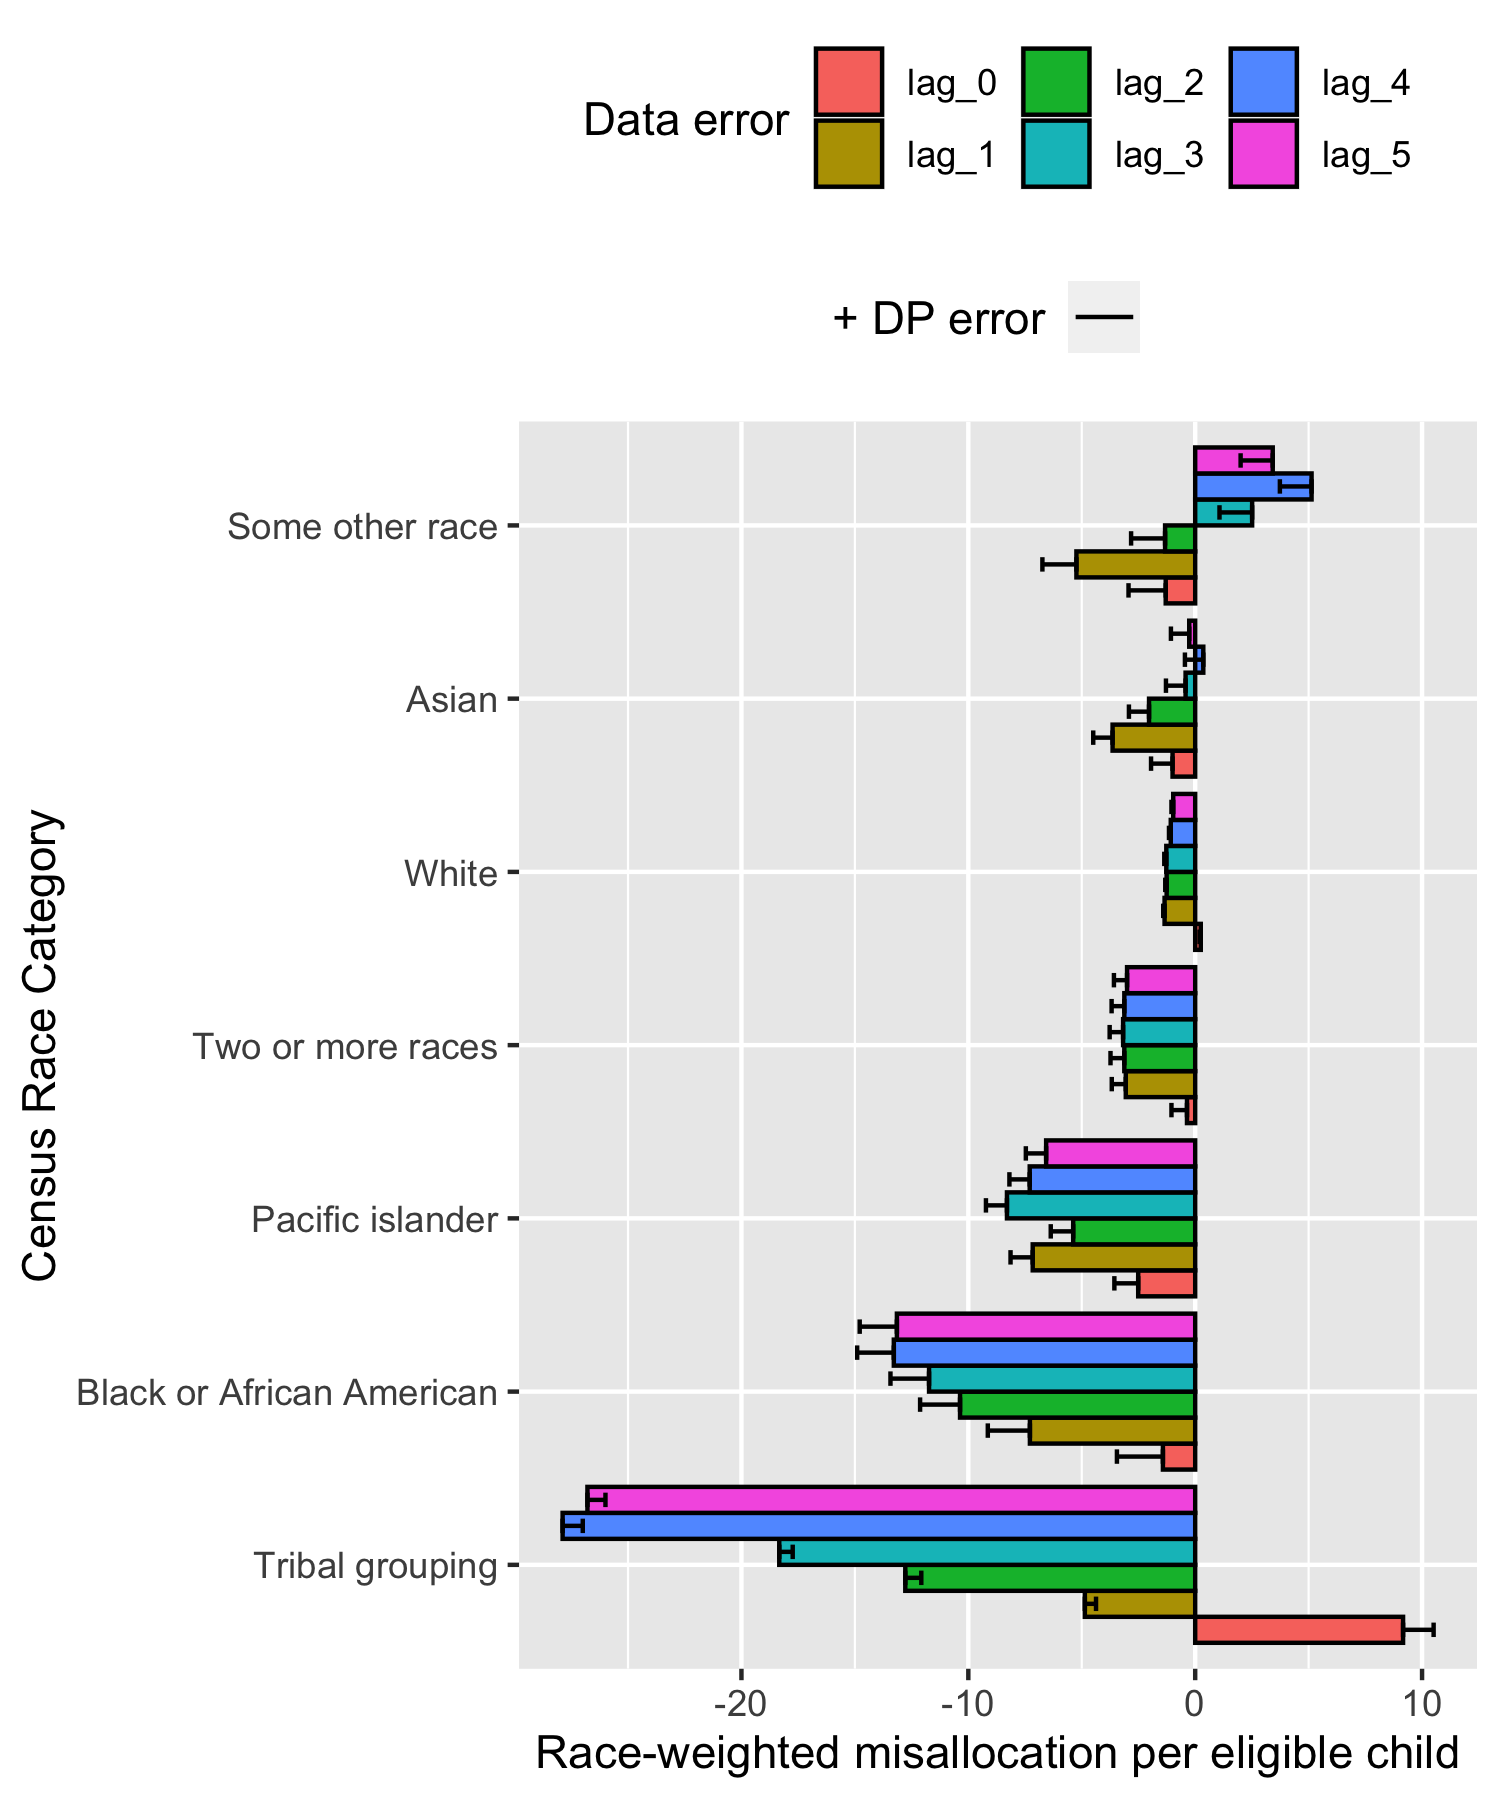 Data error
lag_0
lag_2
lag_4
lag_1
lag_3
lag_5
+ DP error
Census Race Category
Some other race
Asian
White
Two or more races
Pacific islander
Black or African American
Tribal grouping
-20
-10
0
10
Race-weighted misallocation per eligible child